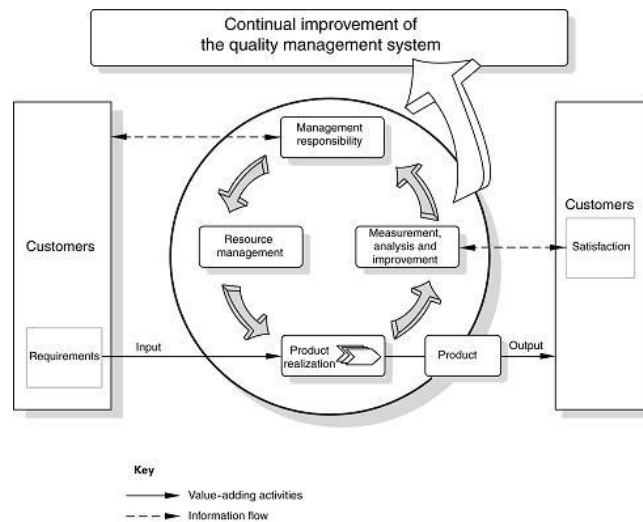 Continual improvement of
the quality management system
Management
responsibility
Customers
Customers
Resource
management
Measurement,
analysis and
improvement
Satisfaction
Requirements
Input
Product
realization
Product
Output
Key
Value-adding activities
Information flow